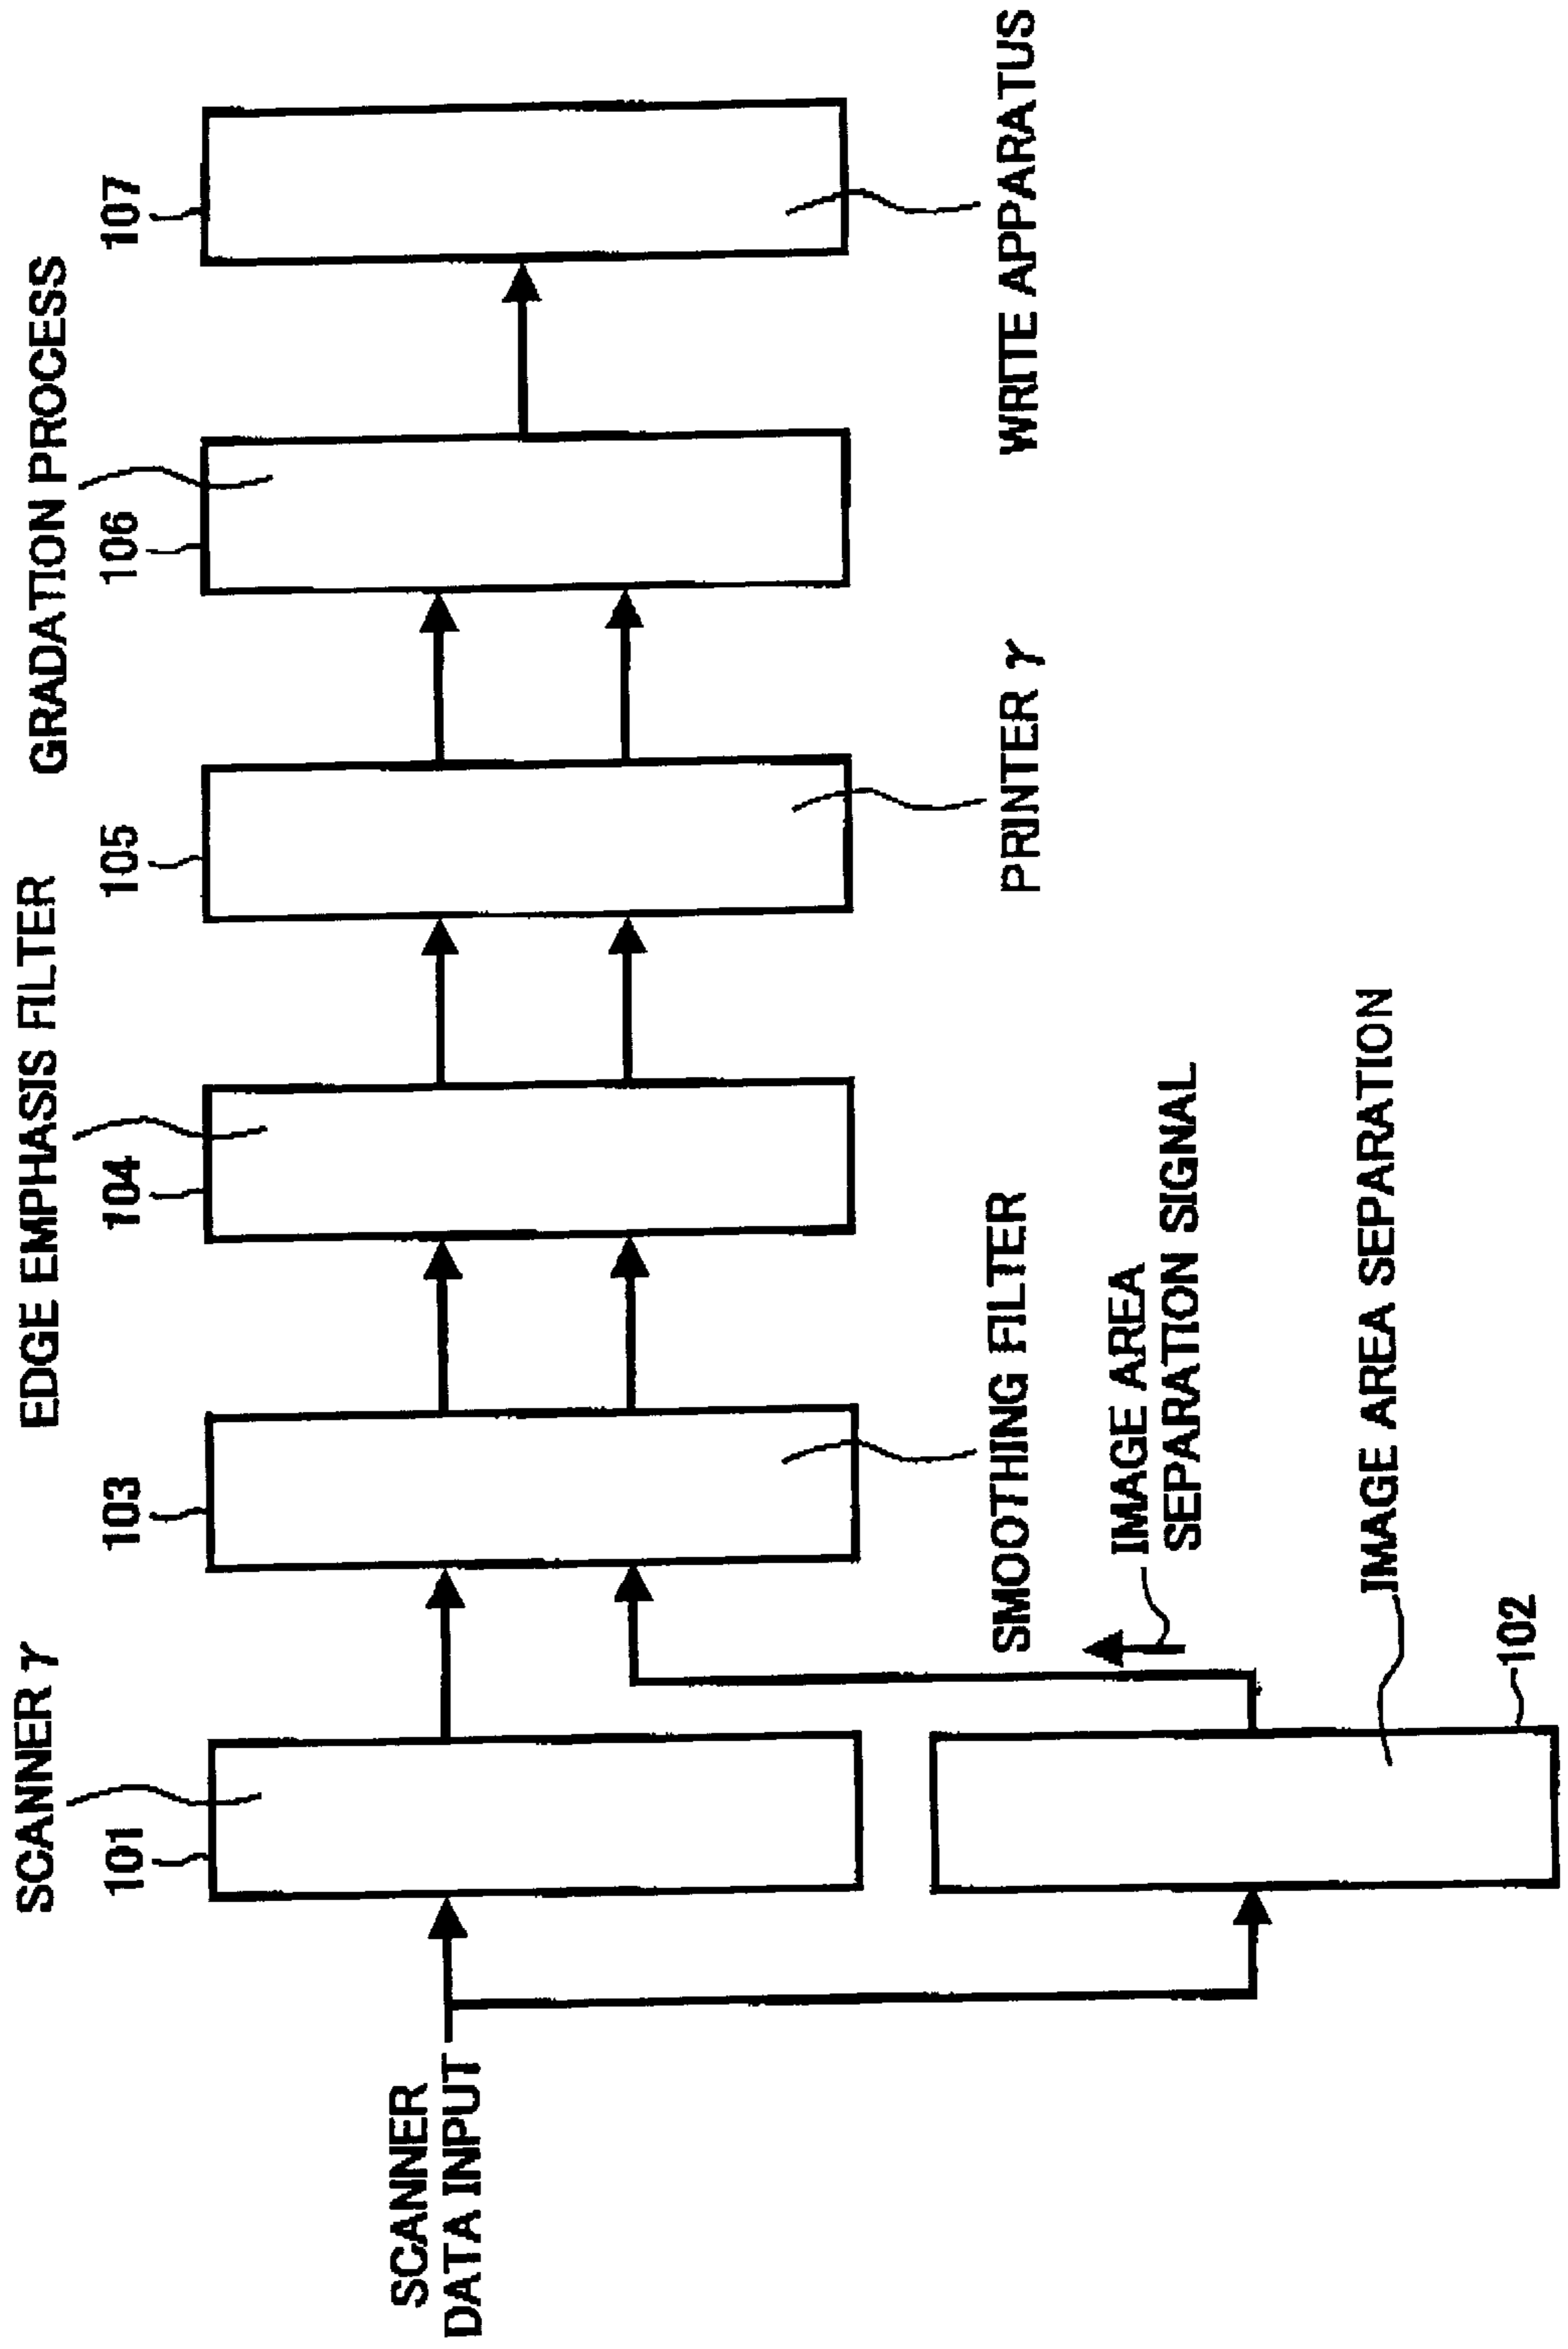 SCANNER
DATA INPUT
SCANNER γ
101
IMAGE AREA SEPARATION
102
IMAGE AREA
SEPARATION SIGNAL
103
SMOOTHING FILTER
EDGE EMPHASIS FILTER
104
105
PRINTER γ
GRADATION PROCESS
106
107
WRITE APPARATUS